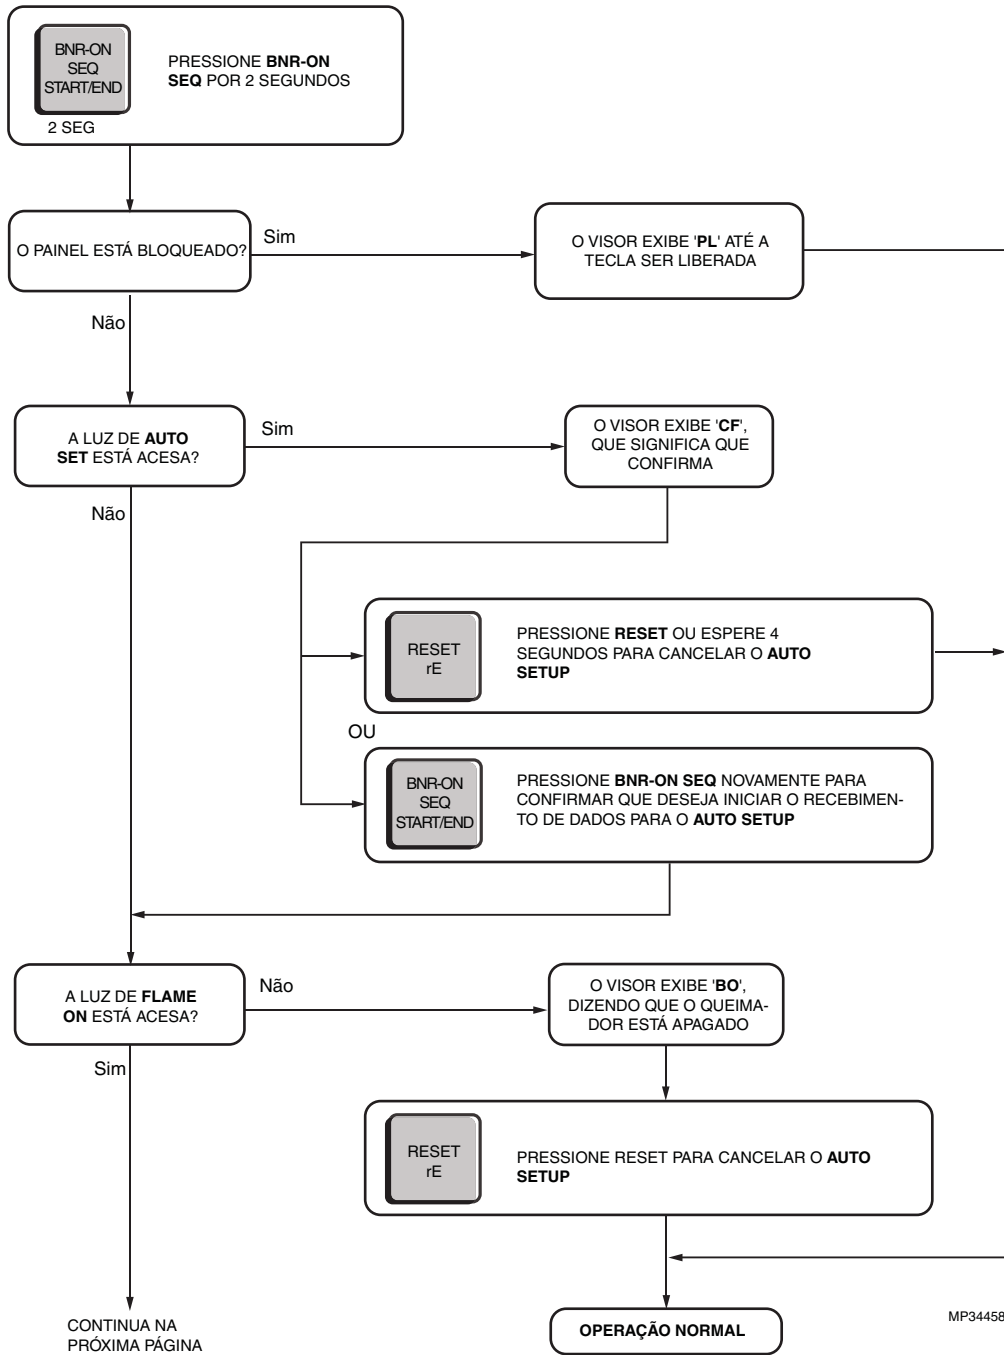 BNR-ON
SEQ
START/END
2 SEG
PRESSIONE BNR-ON
SEQ POR 2 SEGUNDOS
O PAINEL ESTÁ BLOQUEADO?
Sim
O VISOR EXIBE 'PL' ATÉ A
TECLA SER LIBERADA
Não
A LUZ DE AUTO
SET ESTÁ ACESA?
Sim
O VISOR EXIBE 'CF',
QUE SIGNIFICA QUE
CONFIRMA
Não
RESET
rE
PRESSIONE RESET OU ESPERE 4
SEGUNDOS PARA CANCELAR O AUTO
SETUP
OU
BNR-ON
SEQ
START/END
PRESSIONE BNR-ON SEQ NOVAMENTE PARA
CONFIRMAR QUE DESEJA INICIAR O RECEBIMEN-
TO DE DADOS PARA O AUTO SETUP
A LUZ DE FLAME
ON ESTÁ ACESA?
Não
O VISOR EXIBE 'BO',
DIZENDO QUE O QUEIMA-
DOR ESTÁ APAGADO
Sim
RESET
rE
PRESSIONE RESET PARA CANCELAR O AUTO
SETUP
CONTINUA NA
PRÓXIMA PÁGINA
OPERAÇÃO NORMAL
MP34458